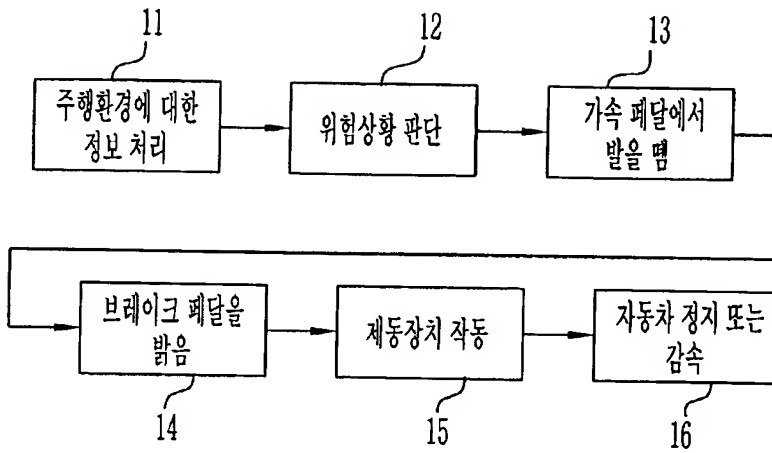 11
12
13
주행환경에 대한
정보 처리
위험상황 판단
가속 페달에서
발을 뗌
브레이크 페달을
밝음
제동장치 작동
자동차 정지 또는
감속
14
15
16